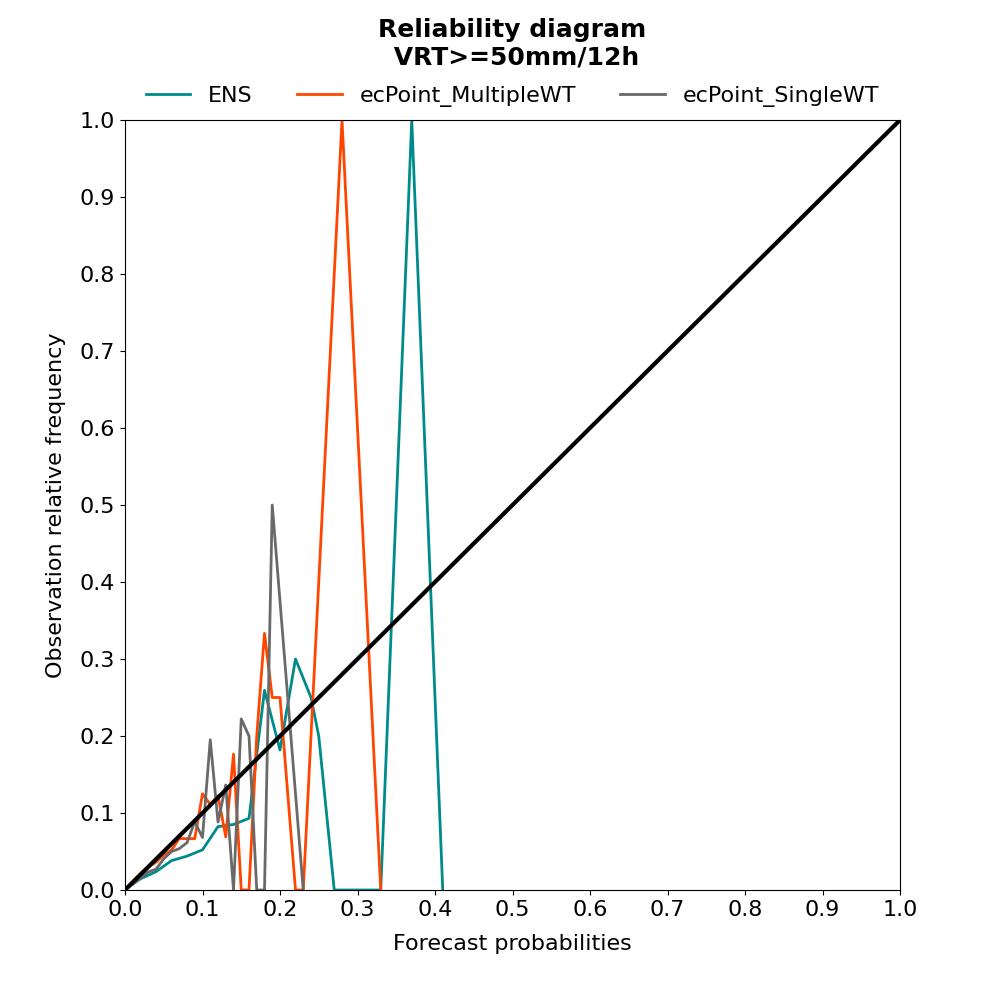 Reliability diagram
VRT>=50mm/12h
ENS ecPoint_MultipleWT ecPoint_SingleWT
1.0
0.9
0.8
0.7
0.6
0.5
0.4
0.3
0.2
0.1
0.0
Observation relative frequency
0.0 0.1 0.2 0.3 0.4 0.5 0.6 0.7 0.8 0.9 1.0
Forecast probabilities